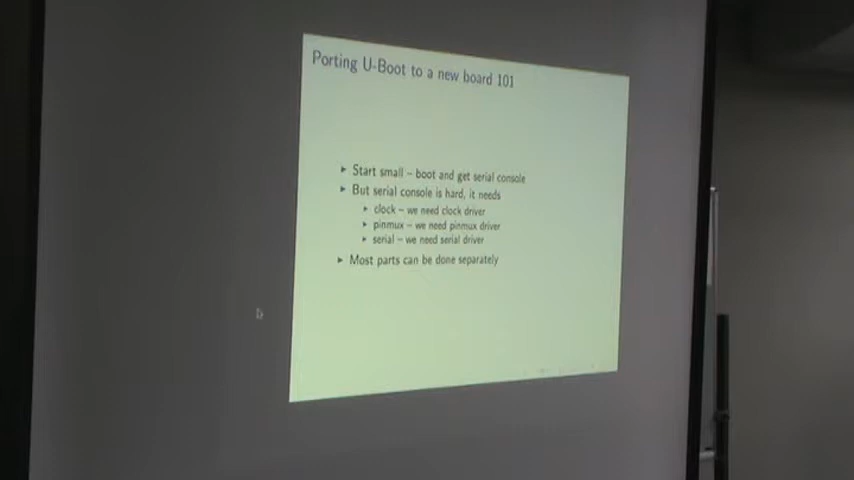 Porting U-Boot to a new board 101
▸ Start small – boot and get serial console
▸ But serial console is hard, it needs
▸ clock – we need clock driver
▸ pinmux – we need pinmux driver
▸ serial – we need serial driver
▸ Most parts can be done separately